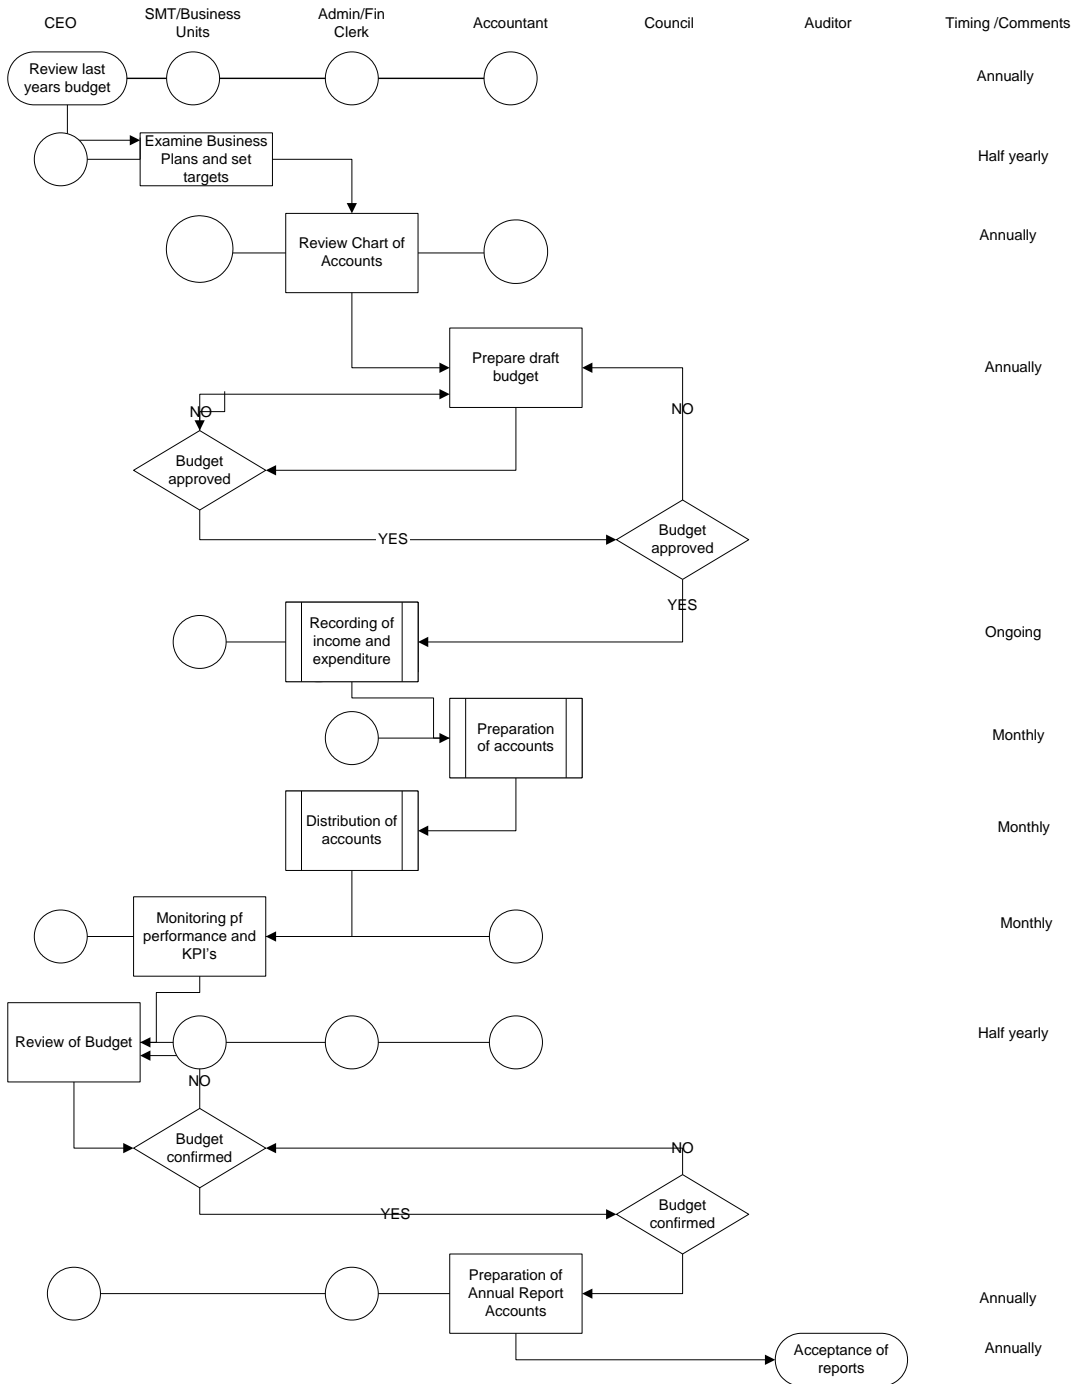 CEO
SMT/Business
Units
Admin/Fin
Clerk
Accountant
Council
Auditor
Timing /Comments
Review last
years budget
Annually
Examine Business
Plans and set
targets
Half yearly
Review Chart of
Accounts
Annually
Prepare draft
budget
Annually
NO
NO
Budget
approved
YES
Budget
approved
YES
Recording of
income and
expenditure
Ongoing
Preparation
of accounts
Monthly
Distribution of
accounts
Monthly
Monitoring pf
performance and
KPI's
Monthly
Review of Budget
Half yearly
NO
Budget
confirmed
NO
YES
Budget
confirmed
Preparation of
Annual Report
Accounts
Annually
Acceptance of
reports
Annually